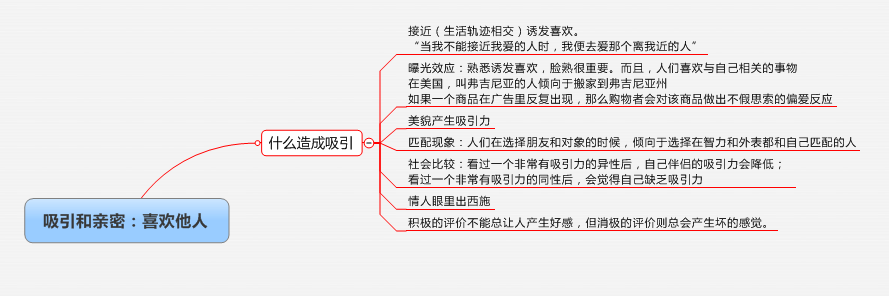 接近（生活轨迹相交）诱发喜欢。
“当我不能接近我爱的人时，我便去爱那个离我近的人”
曝光效应：熟悉诱发喜欢，脸熟很重要。而且，人们喜欢与自己相关的事物
在美国，叫弗吉尼亚的人倾向于搬家到弗吉尼亚州
如果一个商品在广告里反复出现，那么购物者会对该商品做出不假思索的偏爱反应
美貌产生吸引力
什么造成吸引
匹配现象：人们在选择朋友和对象的时候，倾向于选择在智力和外表都和自己匹配的人
社会比较：看过一个非常有吸引力的异性后，自己伴侣的吸引力会降低；
看过一个非常有吸引力的同性后，会觉得自己缺乏吸引力
情人眼里出西施
吸引和亲密：喜欢他人
积极的评价不能总让人产生好感，但消极的评价则总会产生坏的感觉。